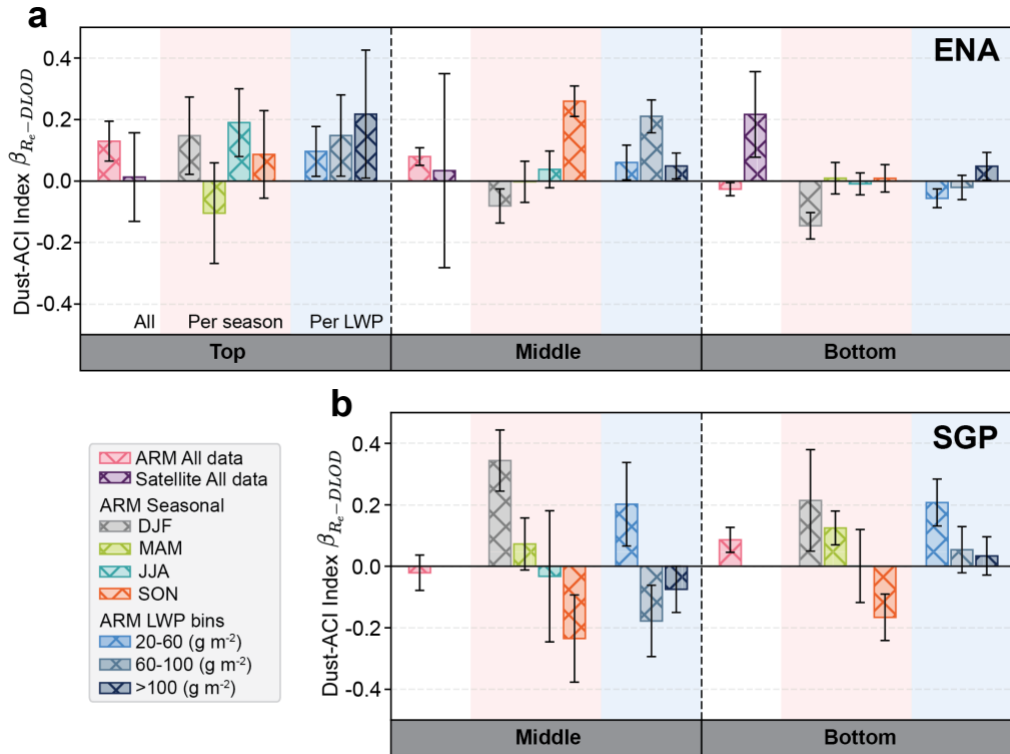 a
ENA
Dust-ACI Index β_{R_e-DLOD}
0.4
0.2
0.0
-0.2
-0.4
All
Per season
Per LWP
Top
Middle
Bottom
b
SGP
Dust-ACI Index β_{R_e-DLOD}
0.4
0.2
0.0
-0.2
-0.4
Middle
Bottom
ARM All data
Satellite All data
ARM Seasonal
DJF
MAM
JJA
SON
ARM LWP bins
20-60 (g m⁻²)
60-100 (g m⁻²)
>100 (g m⁻²)